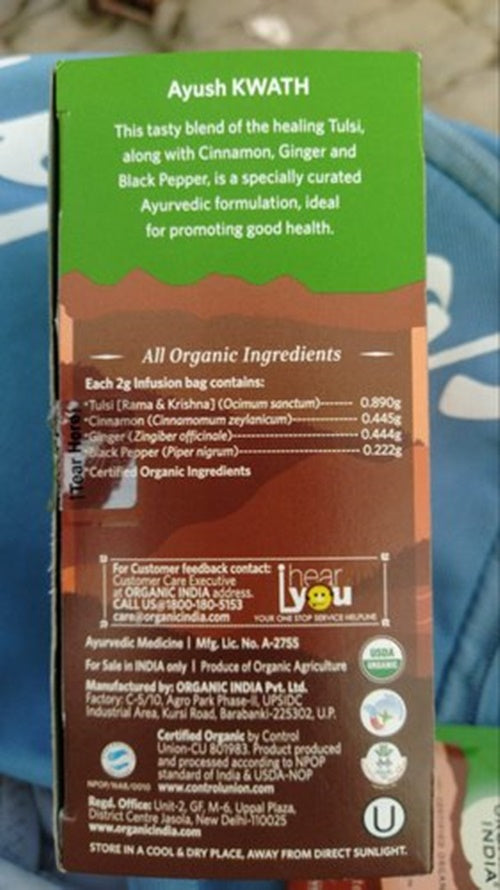 Ayush KWATH
This tasty blend of the healing Tulsi,
along with Cinnamon, Ginger and
Black Pepper, is a specially curated
Ayurvedic formulation, ideal
for promoting good health.
All Organic Ingredients
Each 2g Infusion bag contains:
*Tulsi [Rama & Krishna] (Ocimum sanctum)------- 0.890g
*Cinnamon (Cinnamomum zeylanicum)------- 0.445g
*Ginger (Zingiber officinale)------- 0.444g
*Black Pepper (Piper nigrum)------- 0.222g
*Certified Organic Ingredients
[Tear Here]
For Customer feedback contact:
Customer Care Executive
at ORGANIC INDIA address.
CALL US@1800-180-5153
care@organicindia.com
I hear
you
YOUR ONE STOP SERVICE HELPLINE
Ayurvedic Medicine | Mfg. Lic. No. A-2755
For Sale in INDIA only | Produce of Organic Agriculture
USDA
ORGANIC
Manufactured by: ORGANIC INDIA Pvt. Ltd.
Factory: C-5/10, Agro Park Phase-II, UPSIDC
Industrial Area, Kursi Road, Barabanki-225302, U.P.
Certified Organic by Control
Union-CU 801983. Product produced
and processed according to NPOP
standard of India & USDA-NOP
www.controlunion.com
NPOP/NAB/0010
Regd. Office: Unit-2, GF, M-6, Uppal Plaza,
District Centre Jasola, New Delhi-110025
www.organicindia.com
U
STORE IN A COOL & DRY PLACE, AWAY FROM DIRECT SUNLIGHT.
INDIA